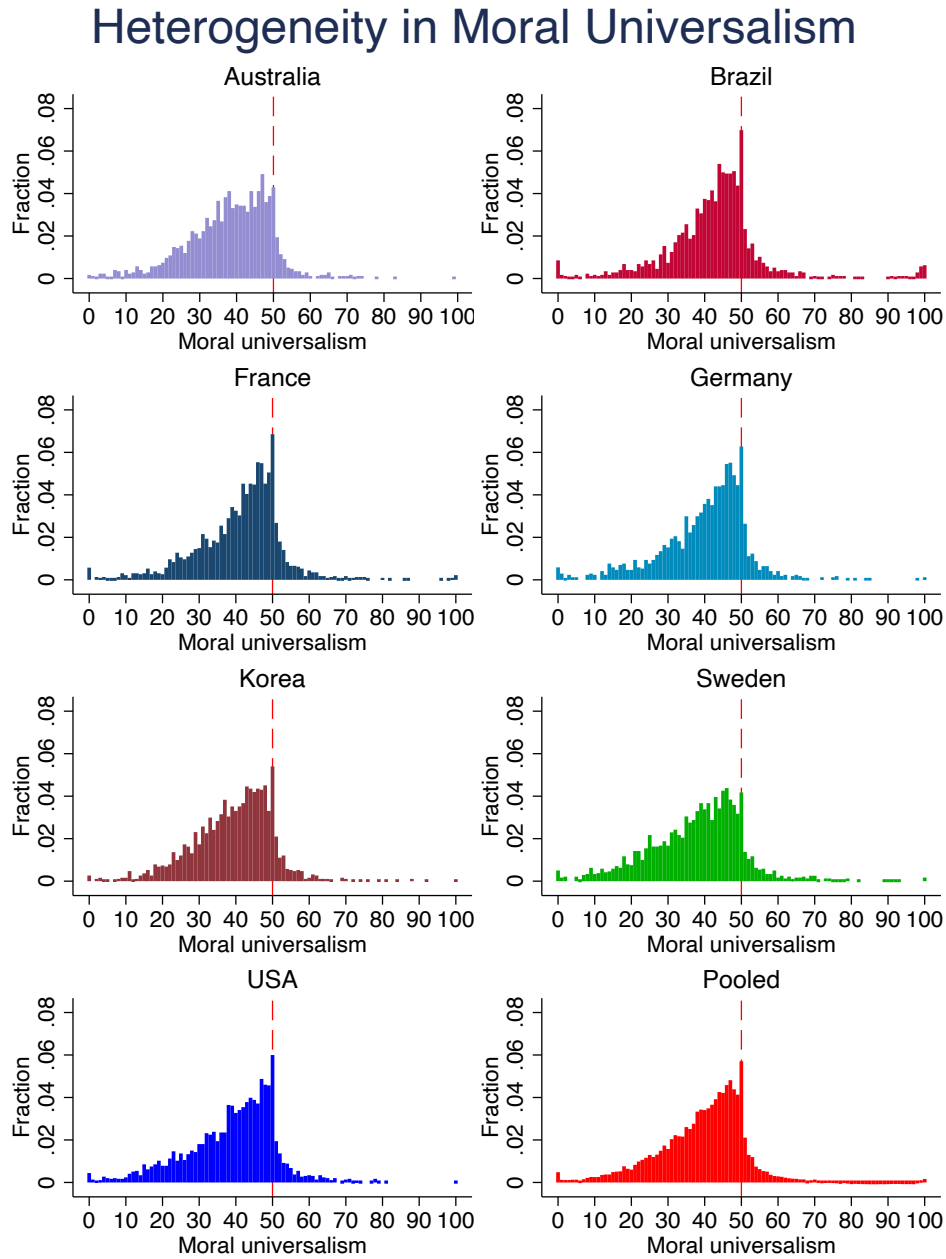 Heterogeneity in Moral Universalism
Australia
Fraction
0 .02 .04 .06 .08
0 10 20 30 40 50 60 70 80 90 100
Moral universalism
Brazil
Fraction
0 .02 .04 .06 .08
0 10 20 30 40 50 60 70 80 90 100
Moral universalism
France
Fraction
0 .02 .04 .06 .08
0 10 20 30 40 50 60 70 80 90 100
Moral universalism
Germany
Fraction
0 .02 .04 .06 .08
0 10 20 30 40 50 60 70 80 90 100
Moral universalism
Korea
Fraction
0 .02 .04 .06 .08
0 10 20 30 40 50 60 70 80 90 100
Moral universalism
Sweden
Fraction
0 .02 .04 .06 .08
0 10 20 30 40 50 60 70 80 90 100
Moral universalism
USA
Fraction
0 .02 .04 .06 .08
0 10 20 30 40 50 60 70 80 90 100
Moral universalism
Pooled
Fraction
0 .02 .04 .06 .08
0 10 20 30 40 50 60 70 80 90 100
Moral universalism